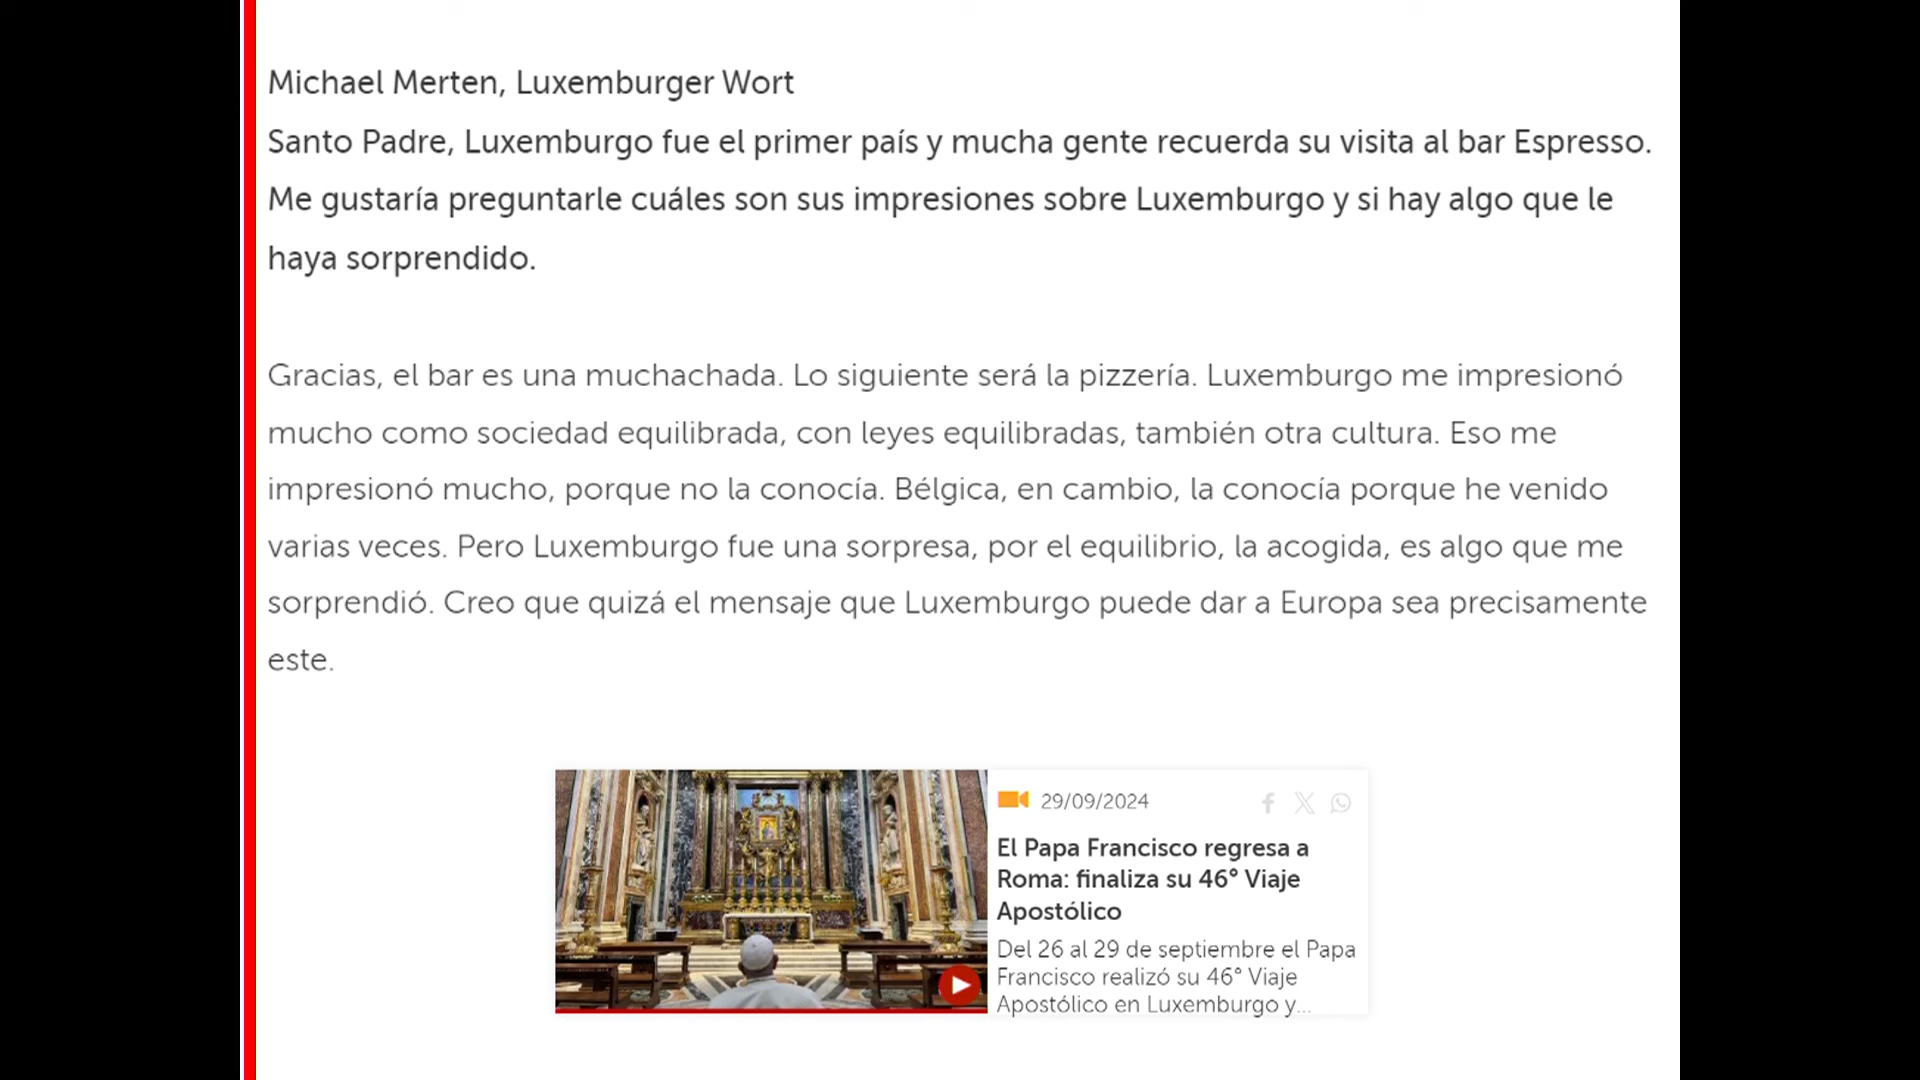 Michael Merten, Luxemburger Wort
Santo Padre, Luxemburgo fue el primer país y mucha gente recuerda su visita al bar Espresso.
Me gustaría preguntarle cuáles son sus impresiones sobre Luxemburgo y si hay algo que le
haya sorprendido.
Gracias, el bar es una muchachada. Lo siguiente será la pizzería. Luxemburgo me impresionó
mucho como sociedad equilibrada, con leyes equilibradas, también otra cultura. Eso me
impresionó mucho, porque no la conocía. Bélgica, en cambio, la conocía porque he venido
varias veces. Pero Luxemburgo fue una sorpresa, por el equilibrio, la acogida, es algo que me
sorprendió. Creo que quizá el mensaje que Luxemburgo puede dar a Europa sea precisamente
este.
29/09/2024
El Papa Francisco regresa a
Roma: finaliza su 46° Viaje
Apostólico
Del 26 al 29 de septiembre el Papa
Francisco realizó su 46° Viaje
Apostólico en Luxemburgo y...